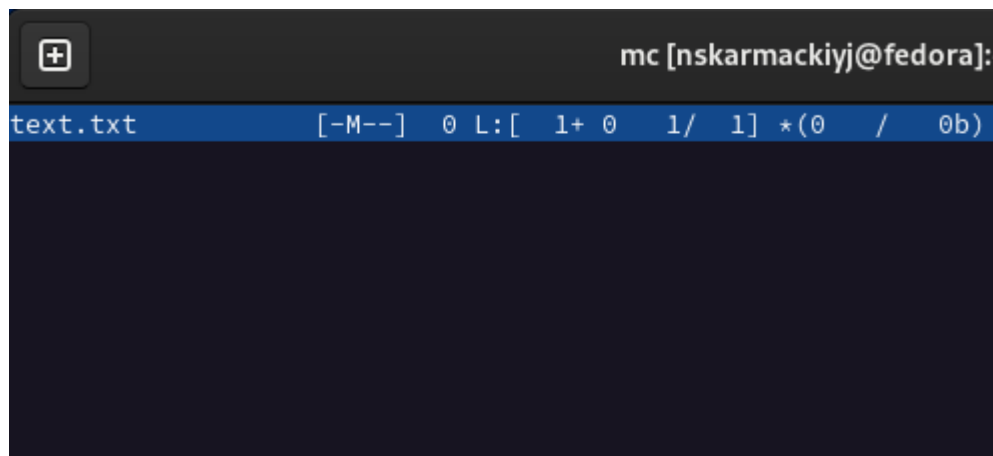 mc [nskarmackiyj@fedora]:
text.txt [-M--] 0 L:[ 1+ 0 1/ 1] *(0 / 0b)